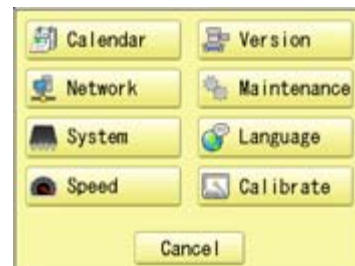 Calendar
Version
Network
Maintenance
System
Language
Speed
Calibrate
Cancel